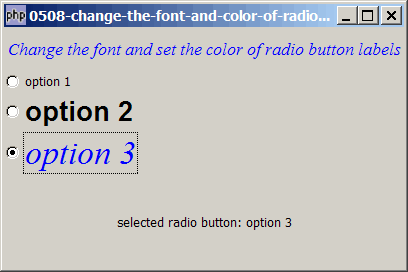 php 0508-change-the-font-and-color-of-radio...
Change the font and set the color of radio button labels
option 1
option 2
option 3
selected radio button: option 3